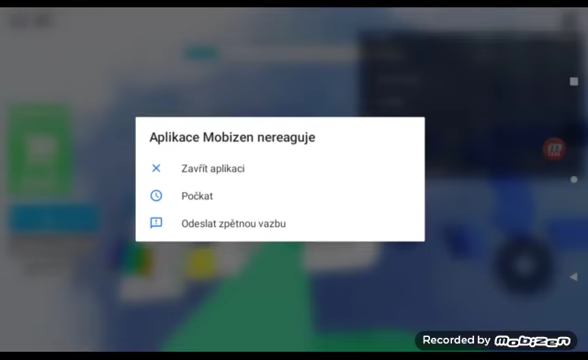 Aplikace Mobizen nereaguje
Zavřít aplikaci
Počkat
Odeslat zpětnou vazbu
Recorded by Mobizen